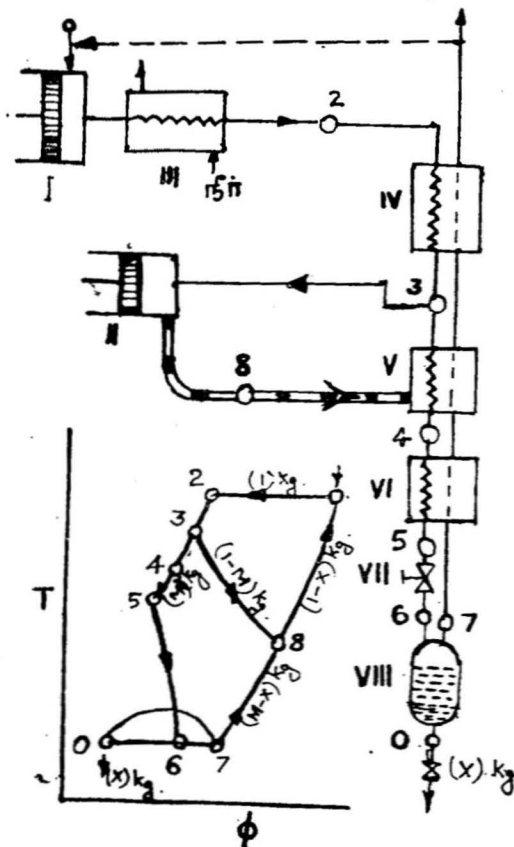 2
I
III
IV
3
II
8
V
4
VI
5
VII
6
7
VIII
0
(X).kg
T
2
(1)kg
3
4
(M)kg
(1-M)kg
5
(1-X)kg
8
(M-X)kg
0
6
7
(X)kg
φ